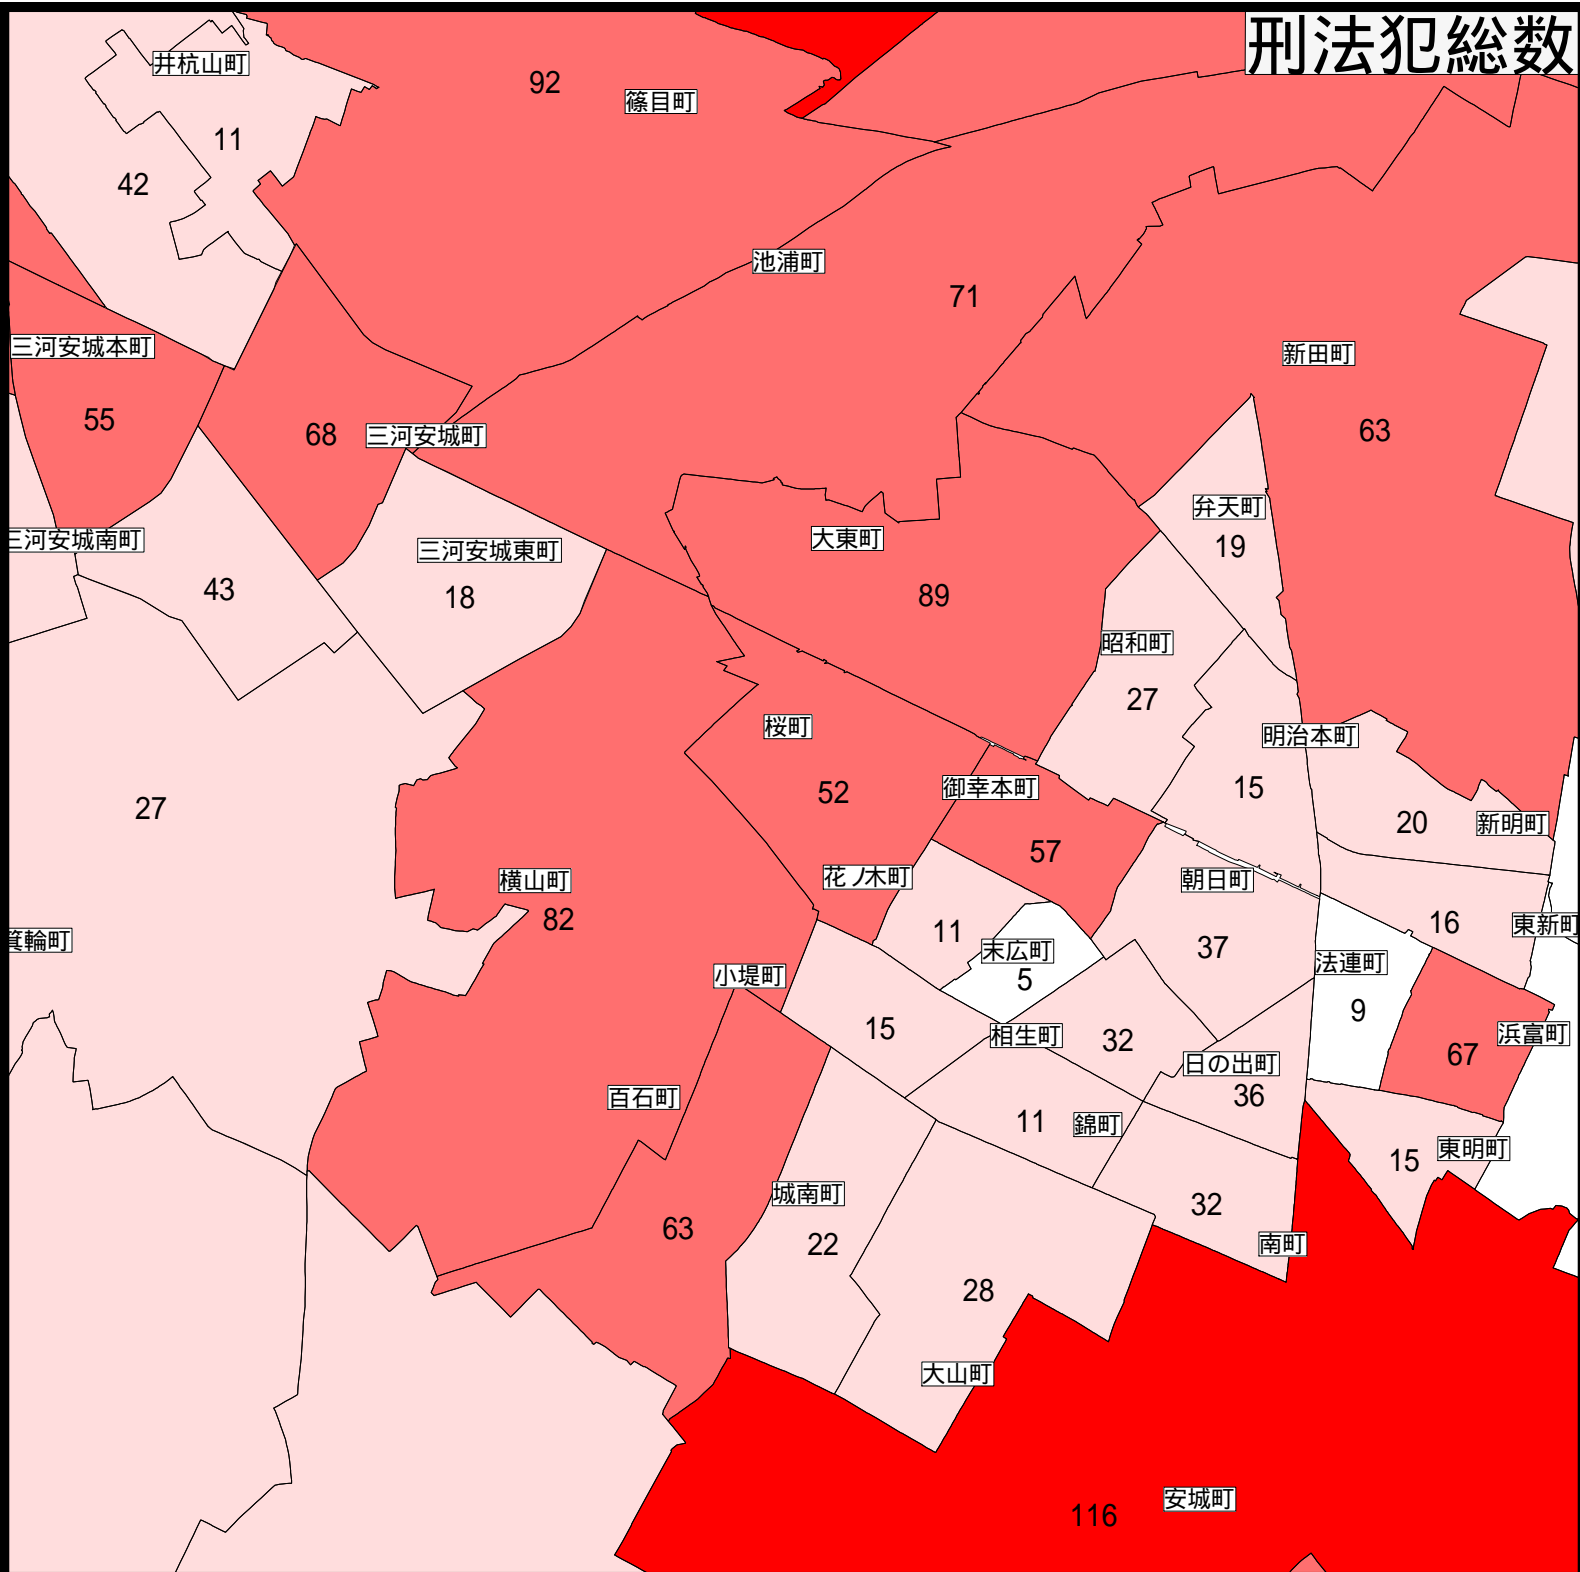 刑法犯総数
井杭山町
92
篠目町
11
42
池浦町
71
三河安城本町
新田町
55
68
三河安城町
63
弁天町
三河安城南町
三河安城東町
大東町
19
43
18
89
昭和町
27
桜町
明治本町
52
御幸本町
15
27
20
新明町
57
横山町
花ノ木町
朝日町
82
11
16
東新町
箕輪町
末広町
37
法連町
小堤町
5
9
15
相生町
32
浜富町
日の出町
67
百石町
36
11
錦町
15
東明町
城南町
32
63
22
南町
28
大山町
安城町
116